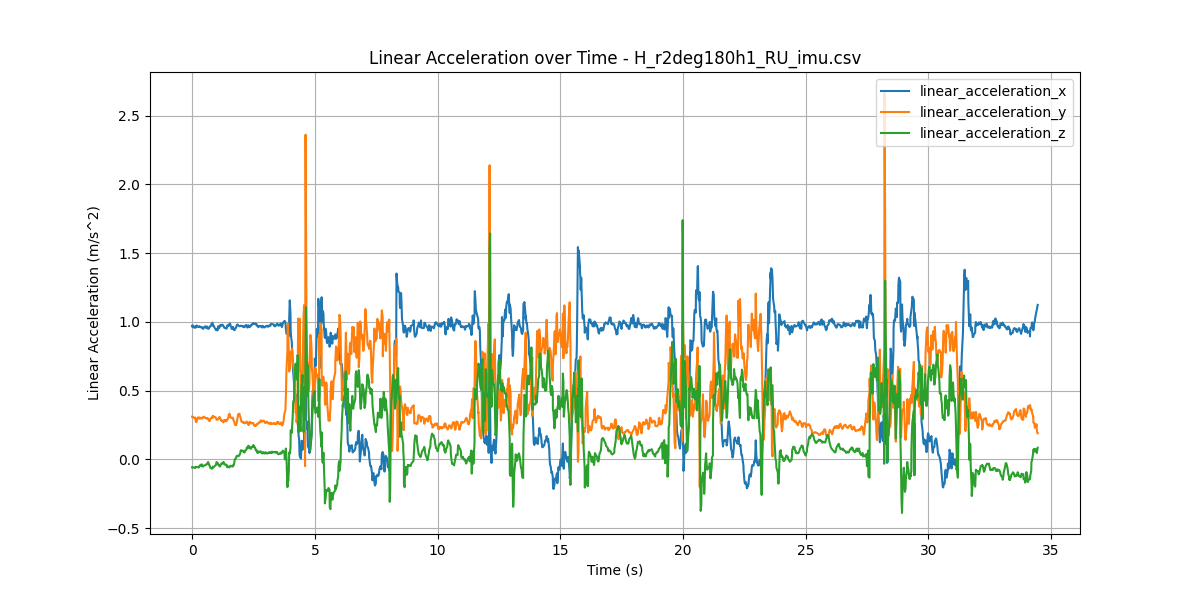 Linear Acceleration over Time - H_r2deg180h1_RU_imu.csv
linear_acceleration_x
linear_acceleration_y
linear_acceleration_z
Linear Acceleration (m/s^2)
2.5
2.0
1.5
1.0
0.5
0.0
−0.5
0 5 10 15 20 25 30 35
Time (s)